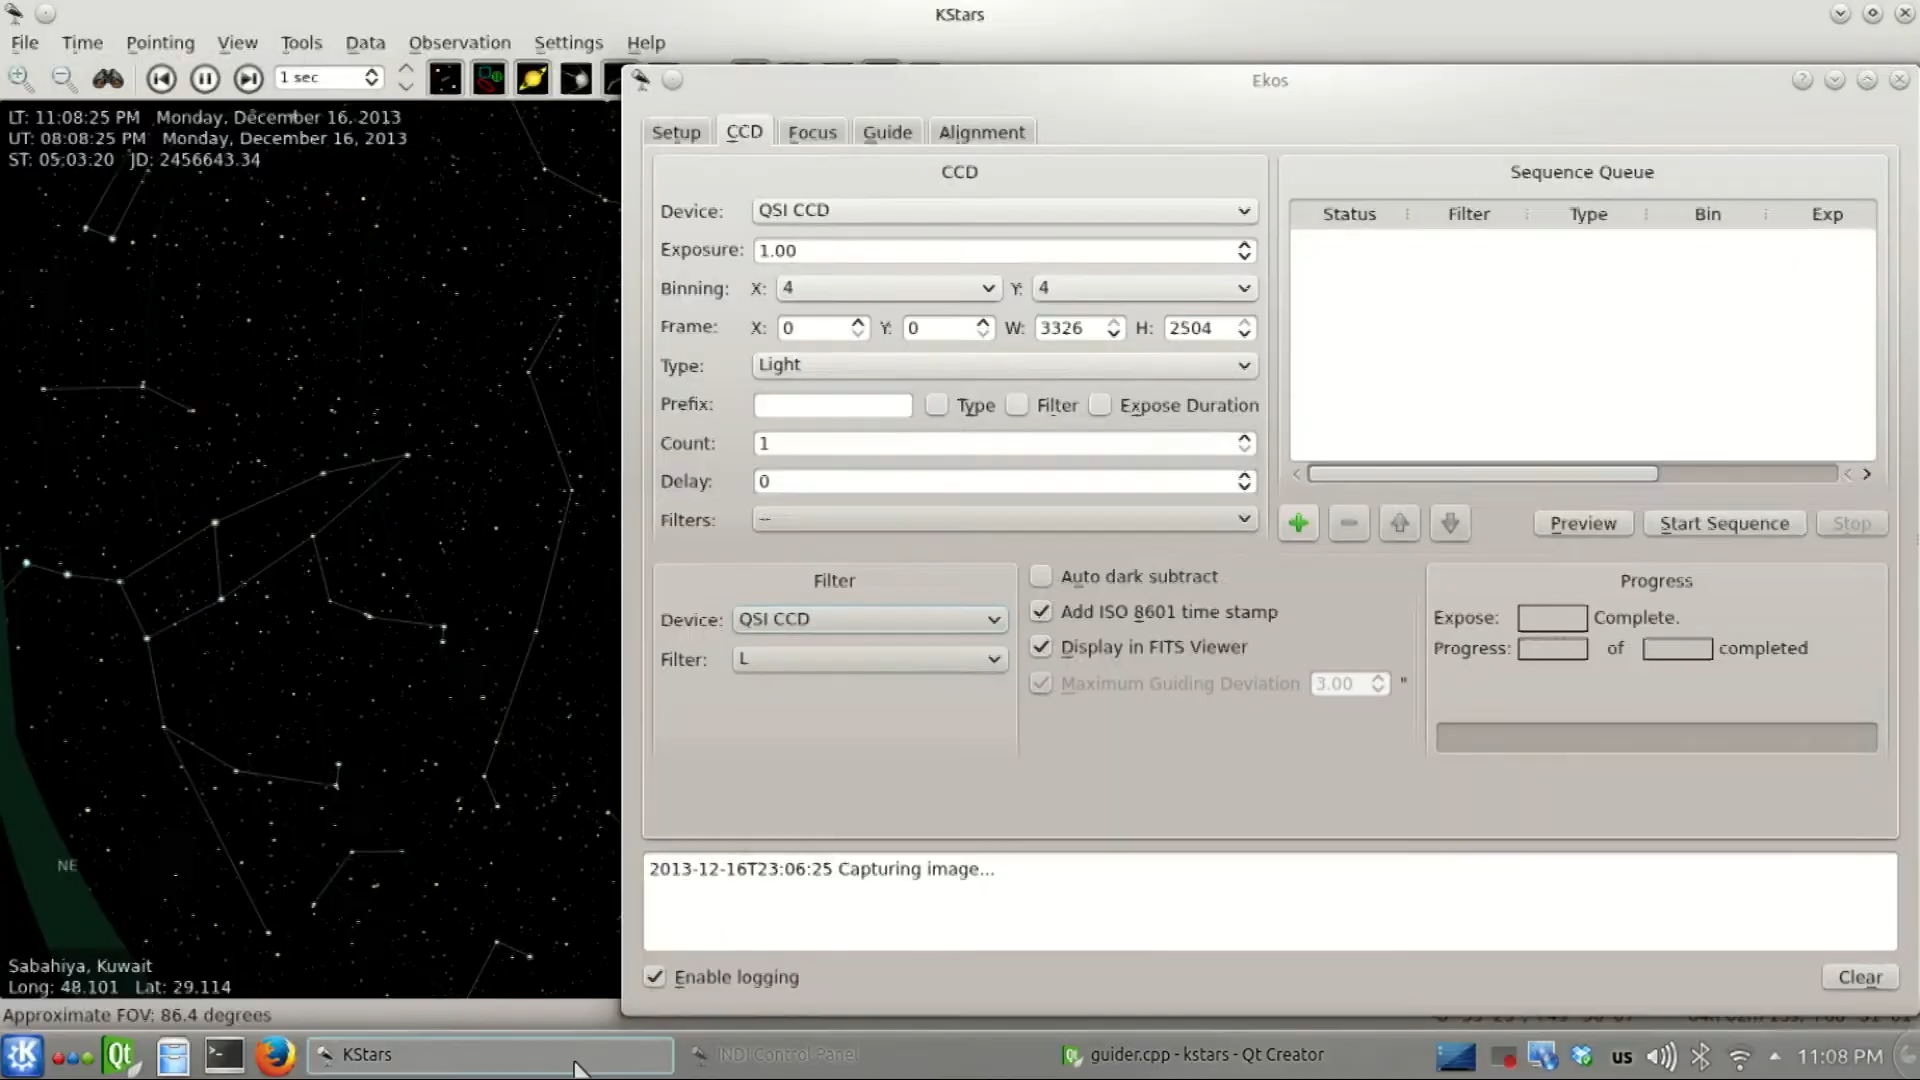 KStars
File Time Pointing View Tools Data Observation Settings Help
1 sec
Ekos
LT: 11:08:25 PM Monday, December 16, 2013
UT: 08:08:25 PM Monday, December 16, 2013
ST: 05:03:20 JD: 2456643.34
Setup CCD Focus Guide Alignment
CCD
Device: QSI CCD
Exposure: 1.00
Binning: X: 4 Y: 4
Frame: X: 0 Y: 0 W: 3326 H: 2504
Type: Light
Prefix: Type Filter Expose Duration
Count: 1
Delay: 0
Filters: --
Sequence Queue
Status Filter Type Bin Exp
Preview Start Sequence Stop
Filter
Device: QSI CCD
Filter: L
Auto dark subtract
Add ISO 8601 time stamp
Display in FITS Viewer
Maximum Guiding Deviation 3.00 "
Progress
Expose: Complete.
Progress: of completed
NE
2013-12-16T23:06:25 Capturing image...
Sabahiya, Kuwait
Long: 48.101 Lat: 29.114
Enable logging
Clear
Approximate FOV: 86.4 degrees
Qt
KStars
INDI Control Panel
guider.cpp - kstars - Qt Creator
us
11:08 PM